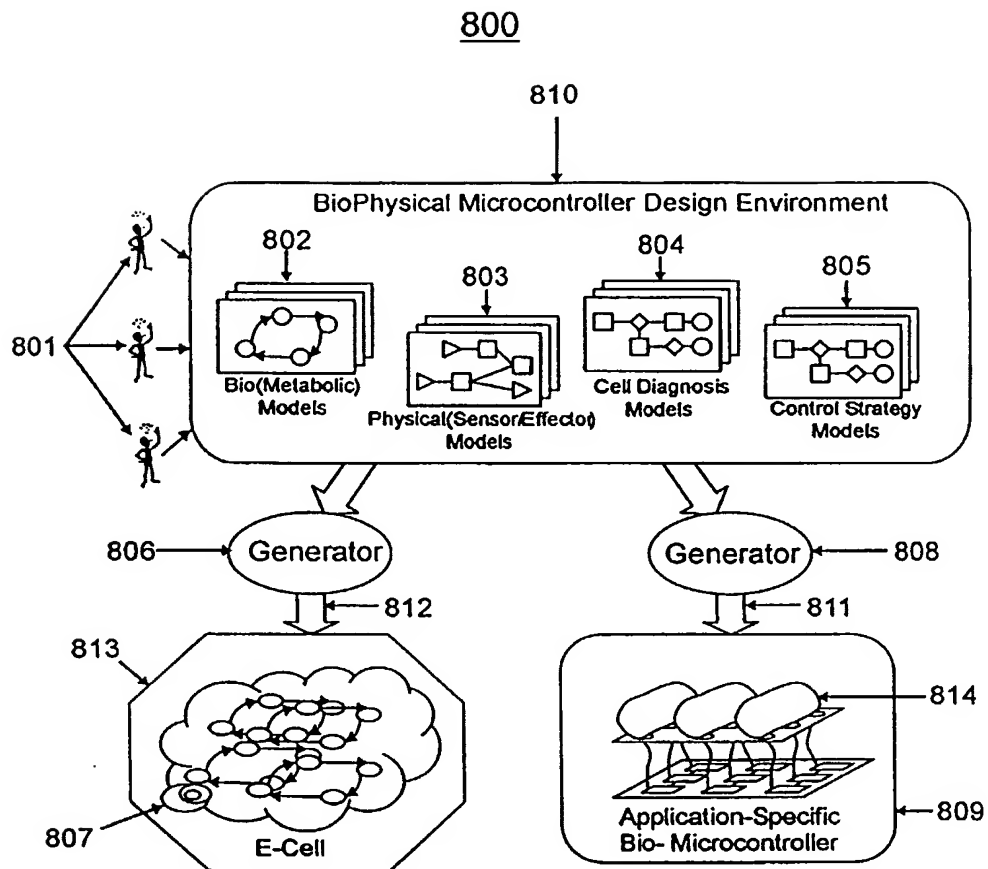 800
810
BioPhysical Microcontroller Design Environment
802
803
804
805
801
Bio(Metabolic)
Models
Physical(Sensor/Effector)
Models
Cell Diagnosis
Models
Control Strategy
Models
806
Generator
Generator
808
812
811
813
814
807
E-Cell
Application-Specific
Bio- Microcontroller
809